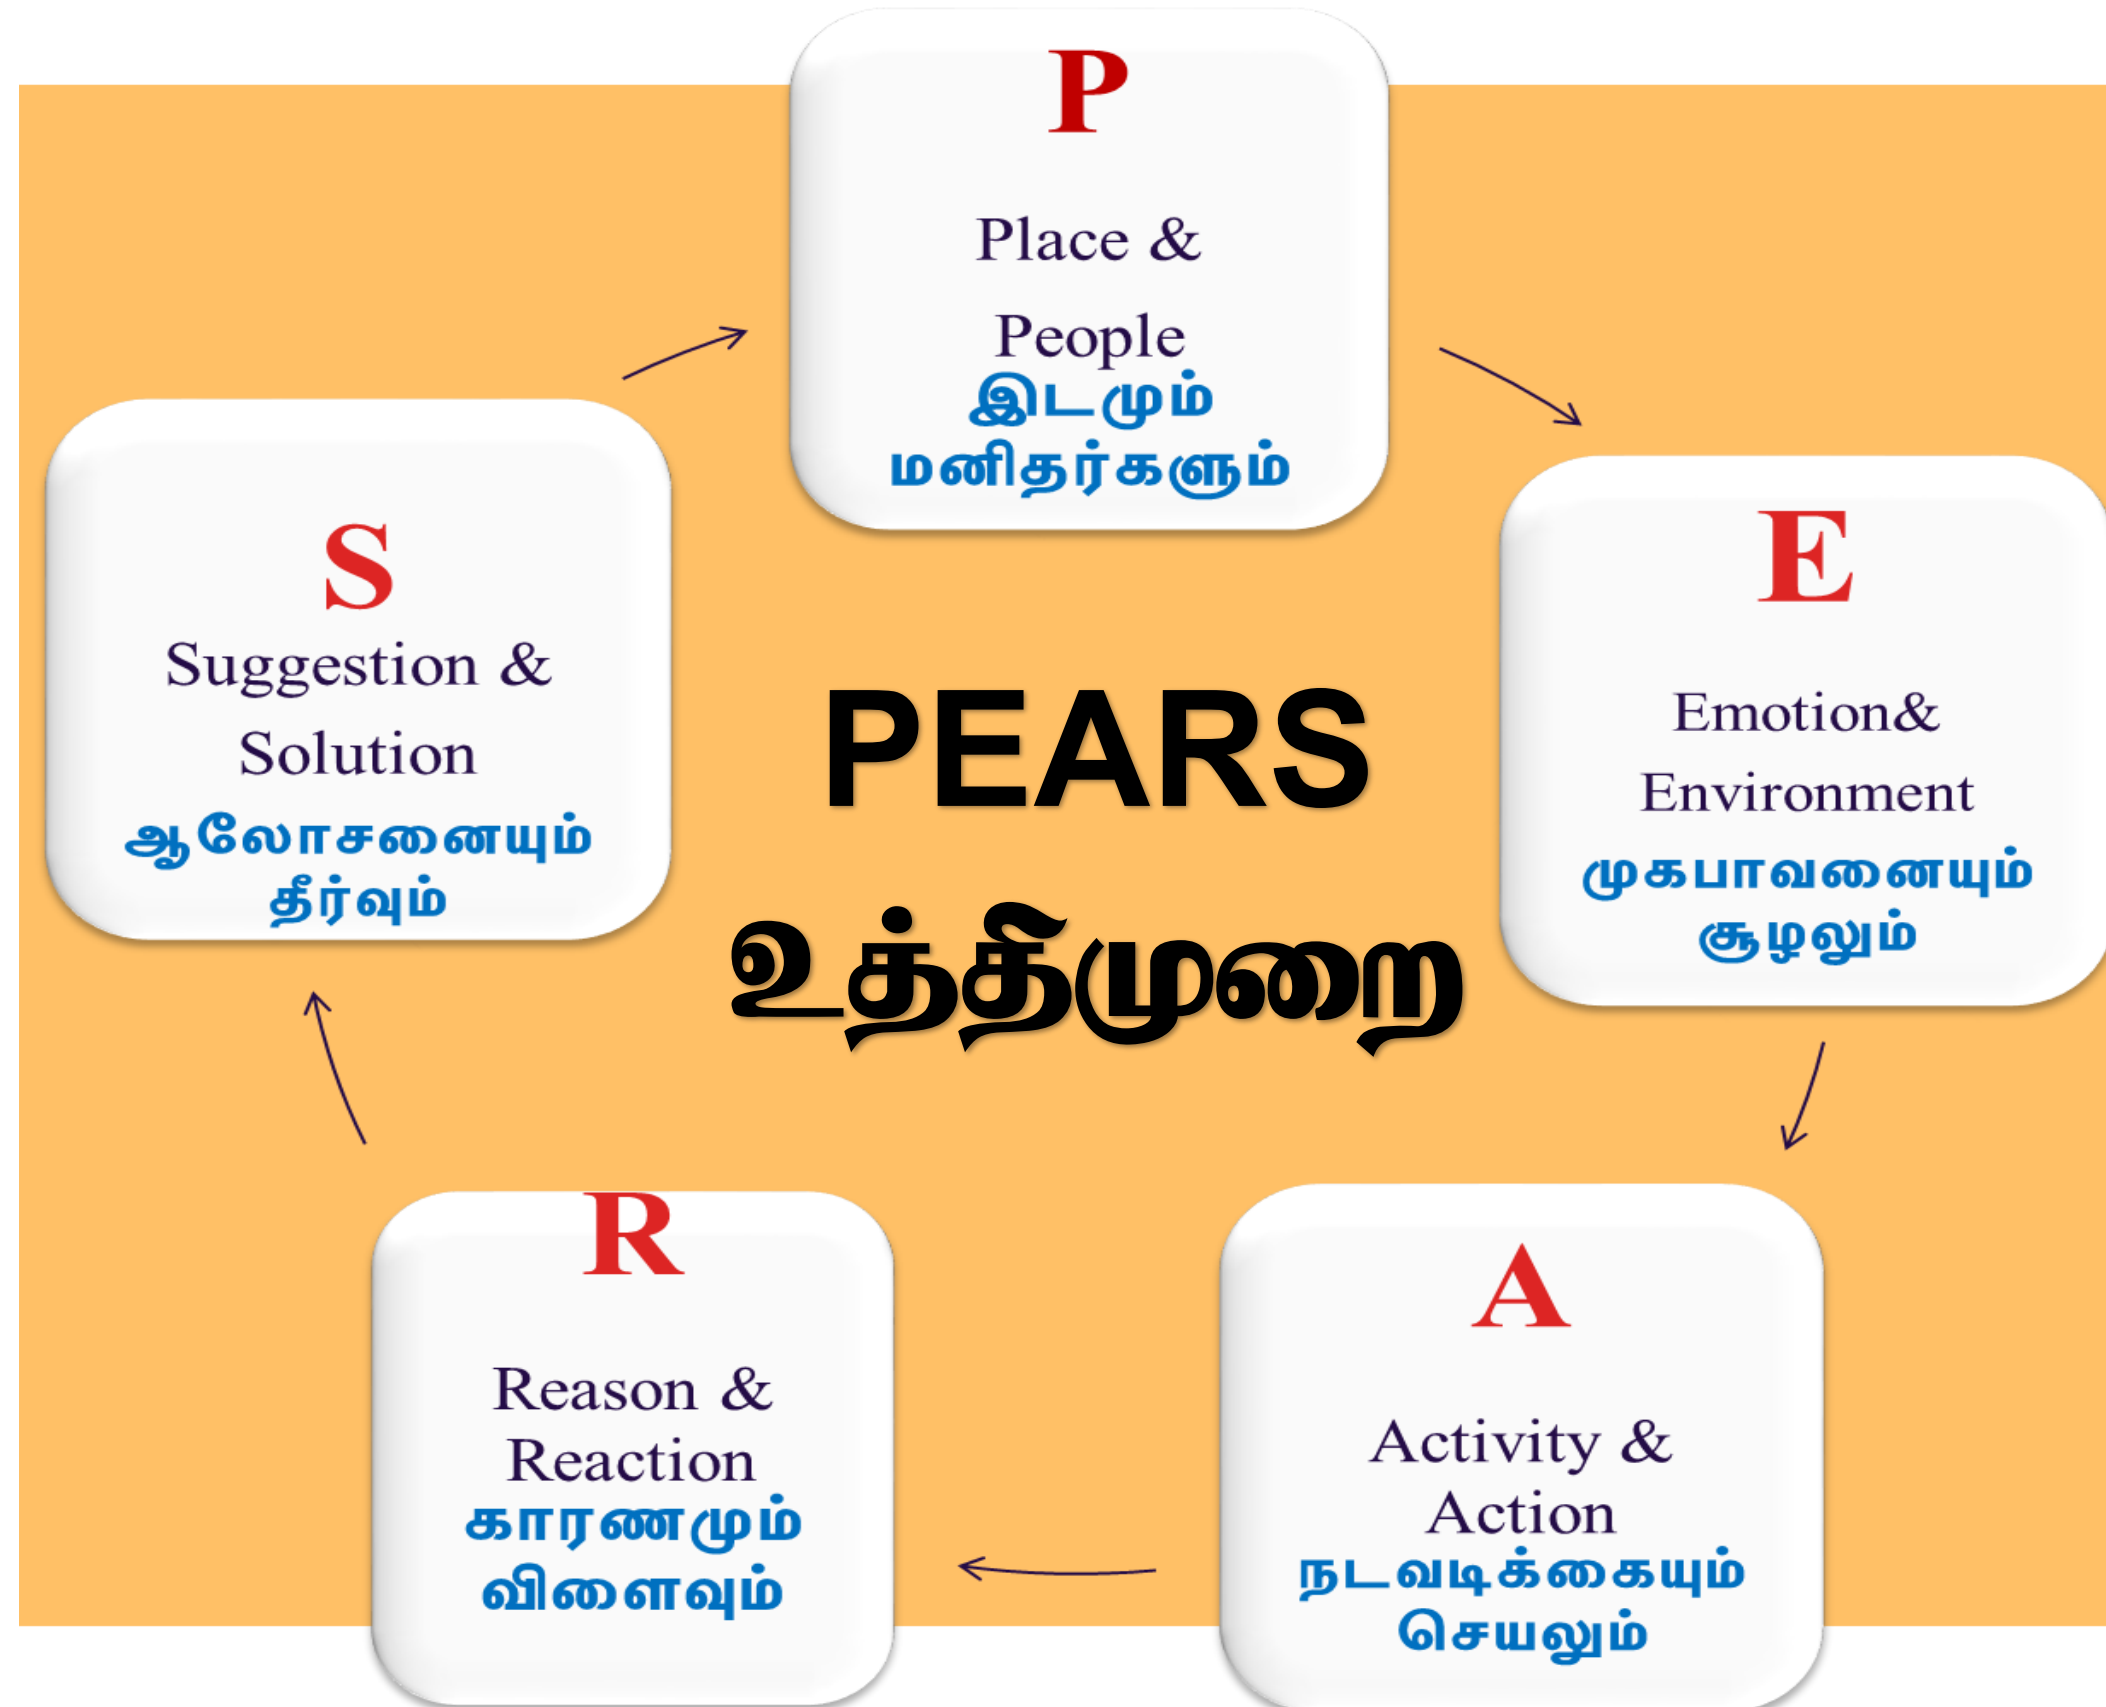 P
Place &
People
இடமும்
மனிதர்களும்
E
Emotion&
Environment
முகபாவனையும்
சூழலும்
A
Activity &
Action
நடவடிக்கையும்
செயலும்
R
Reason &
Reaction
காரணமும்
விளைவும்
S
Suggestion &
Solution
ஆலோசனையும்
தீர்வும்
PEARS
உத்திமுறை